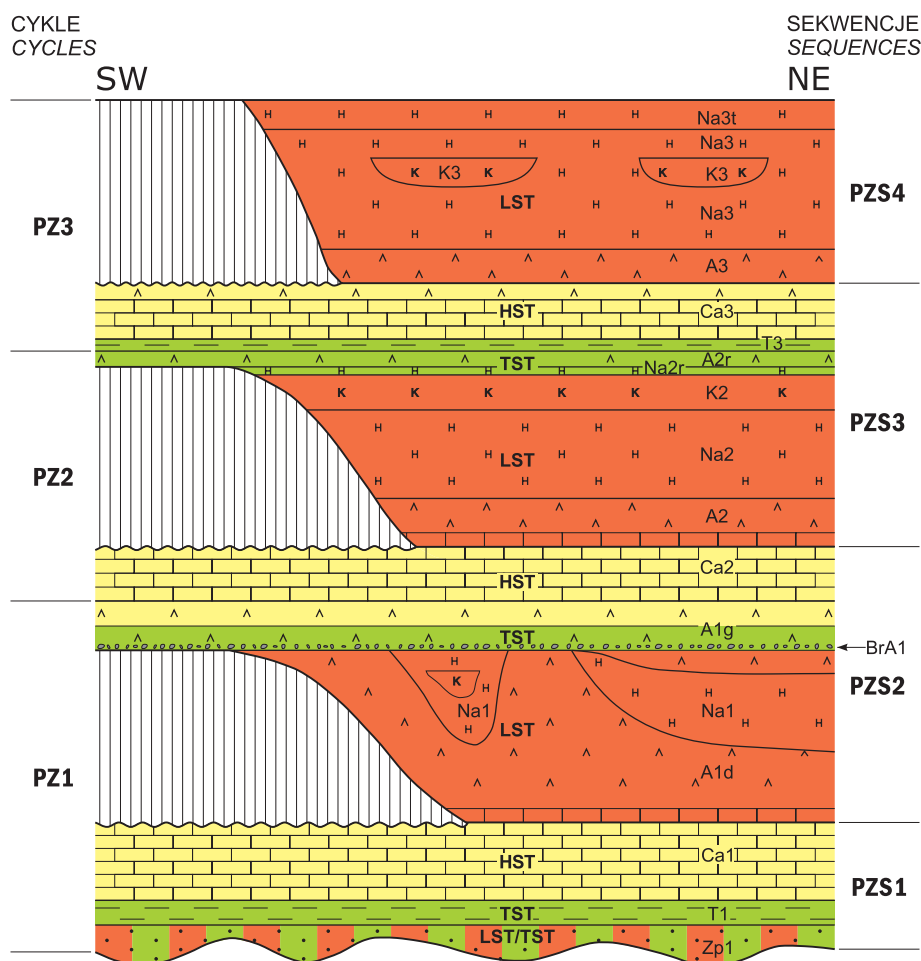 CYKLE
CYCLES
SEKWENCJE
SEQUENCES
SW
NE
Na3t
Na3
K K3 K
K K3 K
LST
Na3
A3
PZ3
PZS4
HST
Ca3
T3
TST
A2r
Na2r
K K K K K K2 K
LST
Na2
A2
PZ2
PZS3
HST
Ca2
TST
A1g
BrA1
K
Na1
LST
Na1
A1d
PZ1
PZS2
HST
Ca1
TST
T1
LST/TST
Zp1
PZS1